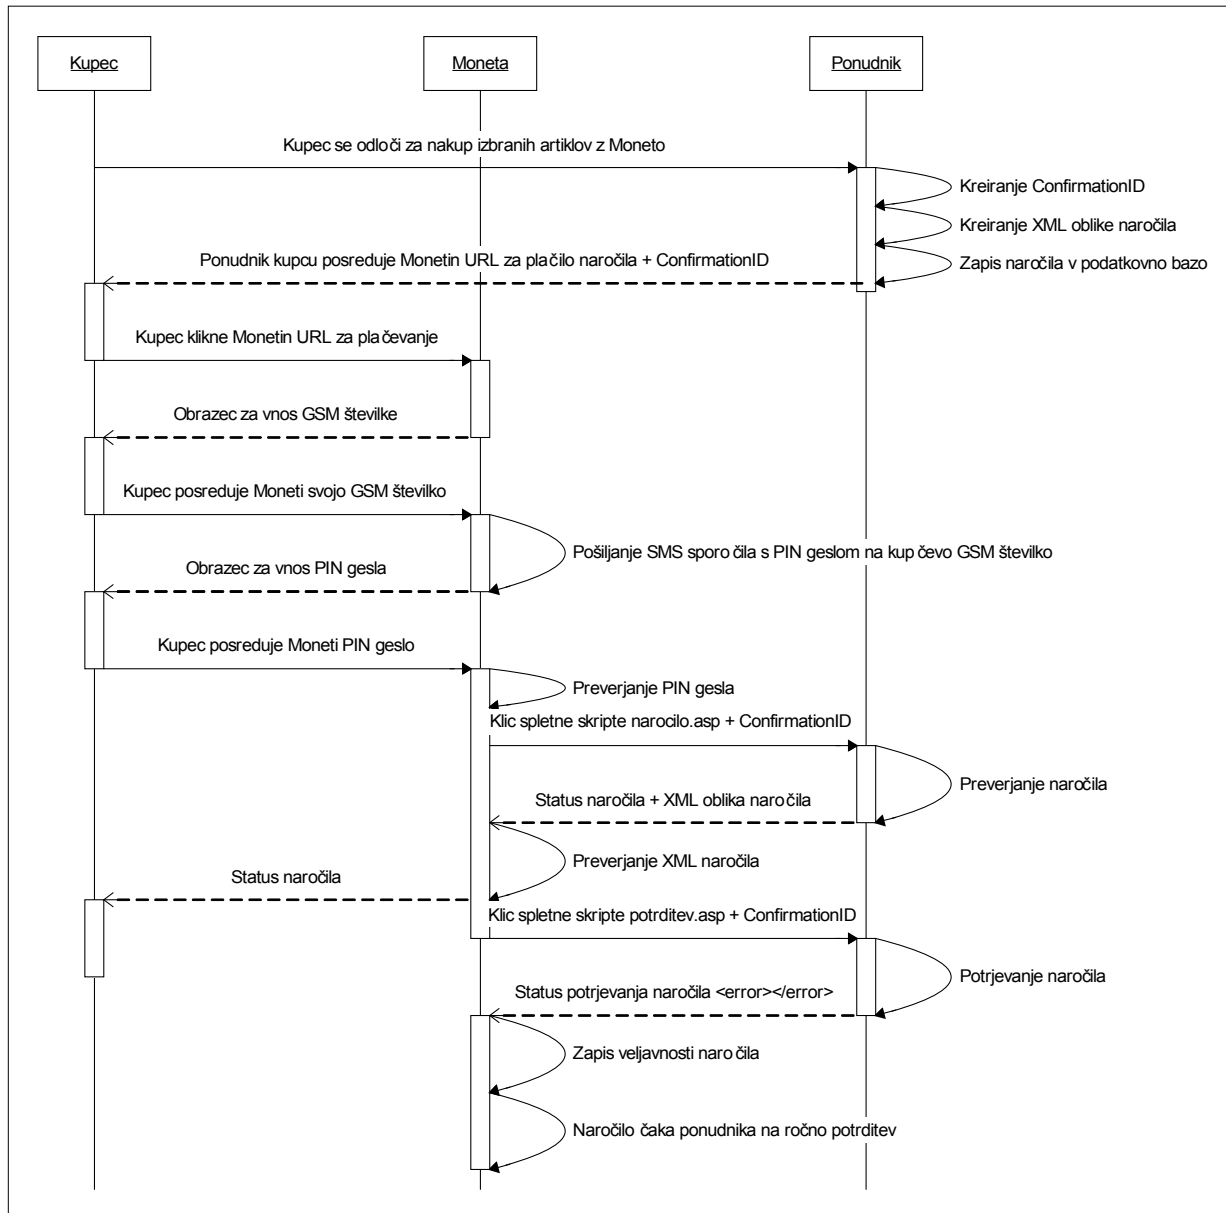 Kupec
Moneta
Ponudnik
Kupec se odloči za nakup izbranih artiklov z Moneto
Kreiranje ConfirmationID
Kreiranje XML oblike naročila
Zapis naročila v podatkovno bazo
Ponudnik kupcu posreduje Monetin URL za plačilo naročila + ConfirmationID
Kupec klikne Monetin URL za plačevanje
Obrazec za vnos GSM številke
Kupec posreduje Moneti svojo GSM številko
Pošiljanje SMS sporočila s PIN geslom na kupčevo GSM številko
Obrazec za vnos PIN gesla
Kupec posreduje Moneti PIN geslo
Preverjanje PIN gesla
Klic spletne skripte narocilo.asp + ConfirmationID
Preverjanje naročila
Status naročila + XML oblika naročila
Preverjanje XML naročila
Status naročila
Klic spletne skripte potrditev.asp + ConfirmationID
Potrjevanje naročila
Status potrjevanja naročila <error></error>
Zapis veljavnosti naročila
Naročilo čaka ponudnika na ročno potrditev